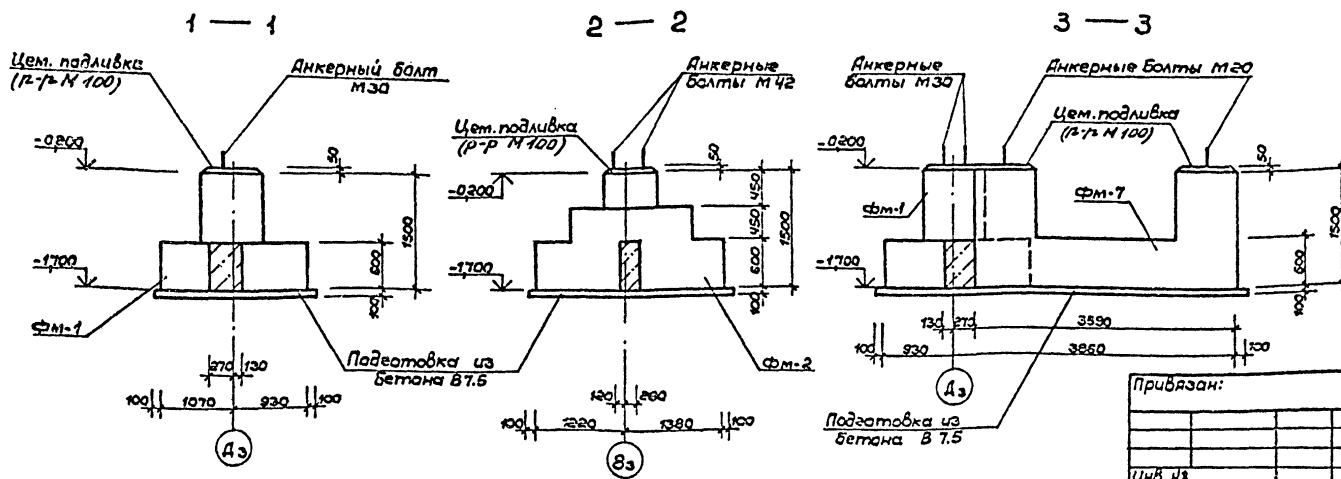 1 — 1
Цем. подливка
(р-р М 100)
Анкерный болт
М30
-0,200
50
1500
600
100
-1,700
Фм-1
270
130
Подготовка из
бетона В7.5
100
1070
930
100
Д3
2 — 2
Анкерные
болты М 42
Цем. подливка
(р-р М 100)
-0,200
50
450
450
1500
600
100
-1,700
Фм-2
120
260
100
1220
1380
100
В3
3 — 3
Анкерные
болты М30
Анкерные Болты М20
Цем. подливка
(р-р М 100)
-0,200
50
Фм-1
Фм-7
1500
600
100
-1,700
130
270
3590
100
930
3860
100
Д3
Подготовка из
бетона В 7.5
Привязан:
Инв. №